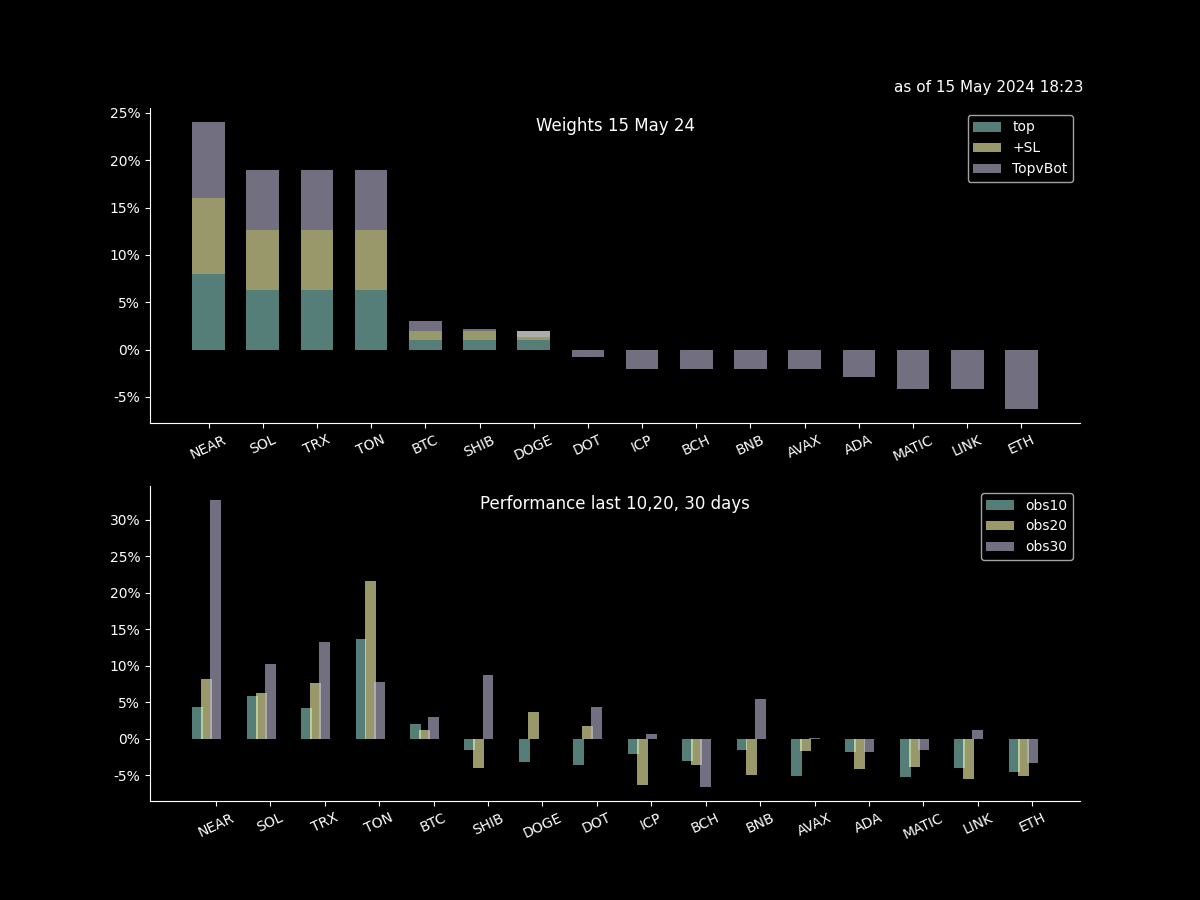 as of 15 May 2024 18:23
Weights 15 May 24
25%
20%
15%
10%
5%
0%
-5%
top
+SL
TopvBot
NEAR SOL TRX TON BTC SHIB DOGE DOT ICP BCH BNB AVAX ADA MATIC LINK ETH
Performance last 10,20, 30 days
30%
25%
20%
15%
10%
5%
0%
-5%
obs10
obs20
obs30
NEAR SOL TRX TON BTC SHIB DOGE DOT ICP BCH BNB AVAX ADA MATIC LINK ETH